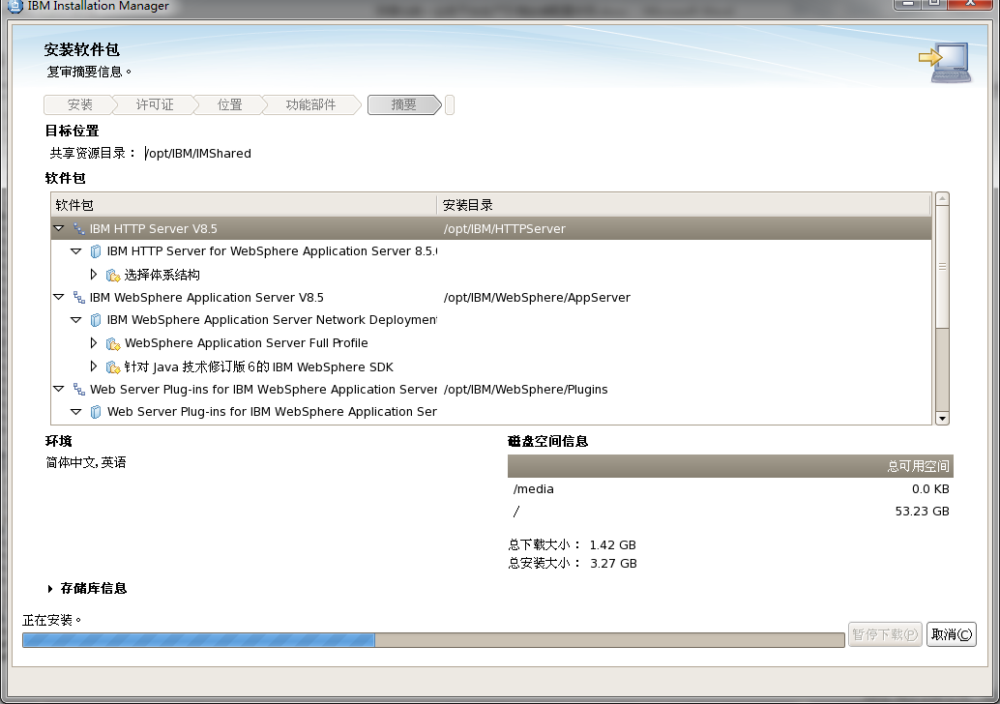 IBM Installation Manager
安装软件包
复审摘要信息。
安装 许可证 位置 功能部件 摘要
目标位置
共享资源目录： /opt/IBM/IMShared
软件包
软件包 安装目录
IBM HTTP Server V8.5 /opt/IBM/HTTPServer
IBM HTTP Server for WebSphere Application Server 8.5.
选择体系结构
IBM WebSphere Application Server V8.5 /opt/IBM/WebSphere/AppServer
IBM WebSphere Application Server Network Deploymen
WebSphere Application Server Full Profile
针对 Java 技术修订版 6 的 IBM WebSphere SDK
Web Server Plug-ins for IBM WebSphere Application Server /opt/IBM/WebSphere/Plugins
Web Server Plug-ins for IBM WebSphere Application Ser
环境
简体中文, 英语
磁盘空间信息
总可用空间
/media 0.0 KB
/ 53.23 GB
总下载大小： 1.42 GB
总安装大小： 3.27 GB
存储库信息
正在安装。
暂停下载(P) 取消(C)